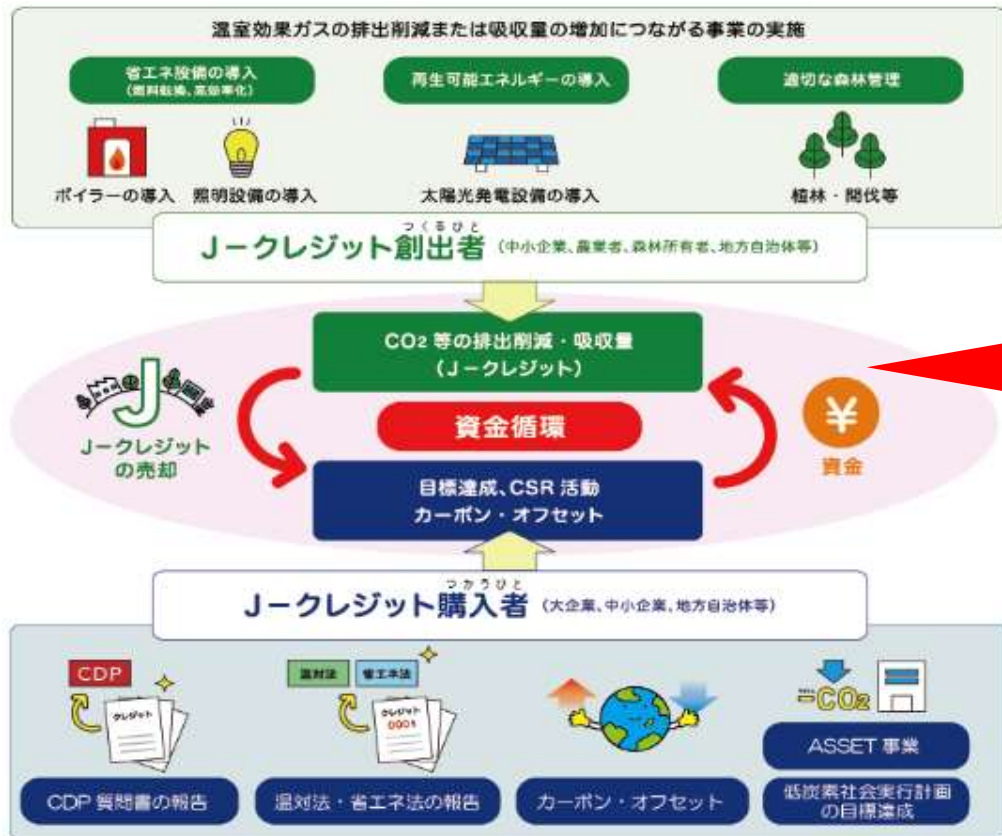 温室効果ガスの排出削減または吸収量の増加につながる事業の実施
省エネ設備の導入
(燃料転換、高効率化)
再生可能エネルギーの導入
適切な森林管理
ボイラーの導入
照明設備の導入
太陽光発電設備の導入
植林・間伐等
つくるひと
J－クレジット創出者 (中小企業、農業者、森林所有者、地方自治体等)
CO2 等の排出削減・吸収量
(J－クレジット)
J
J－クレジット
の売却
資金循環
¥
資金
目標達成、CSR 活動
カーボン・オフセット
つかうひと
J－クレジット購入者 (大企業、中小企業、地方自治体等)
CDP
クレジット
CDP 質問書の報告
温対法
省エネ法
クレジット
温対法・省エネ法の報告
カーボン・オフセット
CO2
ASSET 事業
低炭素社会実行計画
の目標達成